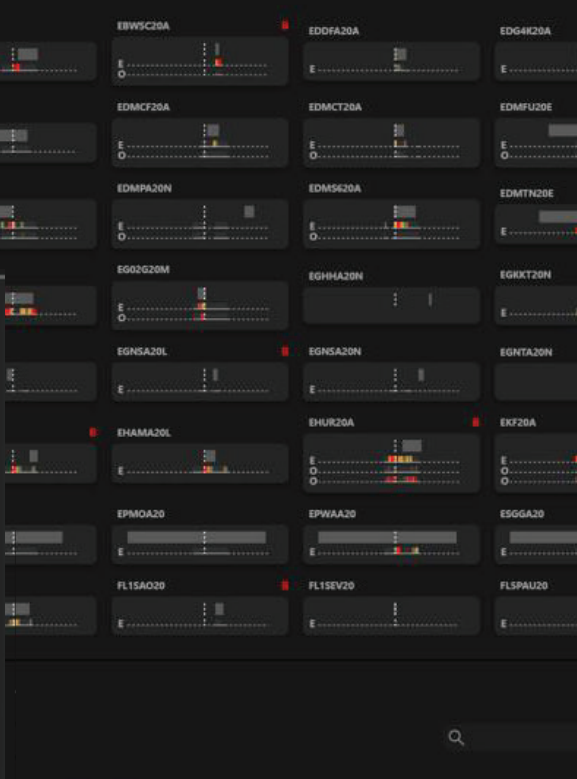 EBWSC20A
EDDFA20A
EDG4K20A
E
O
E
E
EDMCF20A
EDMCT20A
EDMFU20E
E
O
E
O
E
O
EDMPA20N
EDMS620A
EDMTN20E
E
O
E
O
E
EG02G20M
EGHHA20N
EGKKT20N
E
O
E
EGNSA20L
EGNSA20N
EGNTA20N
E
E
EHAMA20L
EHUR20A
EKF20A
E
E
O
O
E
O
O
EPMOA20
EPWAA20
ESGGA20
E
E
E
FL1SAO20
FL1SEV20
FLSPAU20
E
E
E